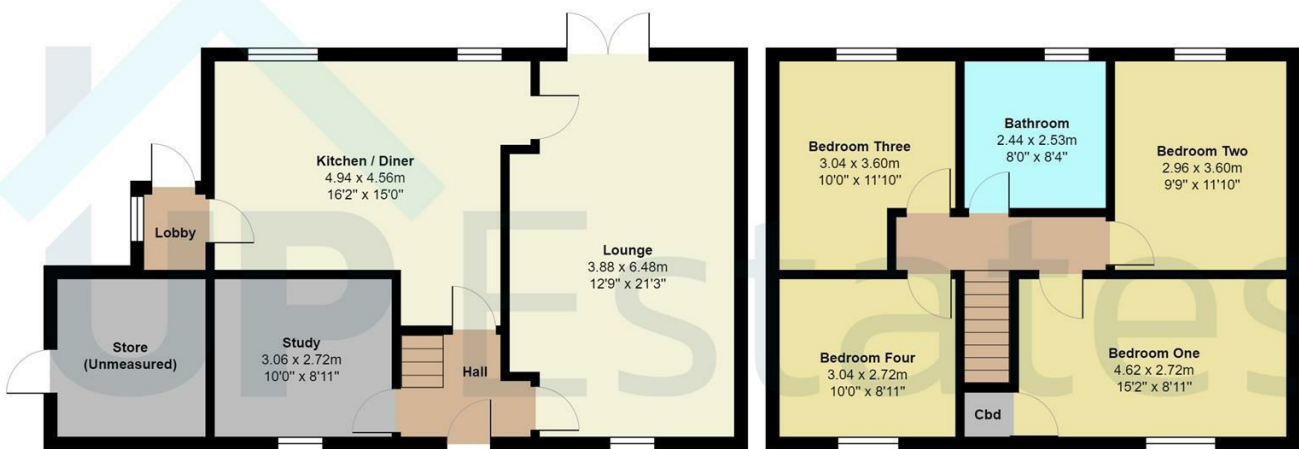 Kitchen / Diner
4.94 x 4.56m
16'2" x 15'0"
Lobby
Lounge
3.88 x 6.48m
12'9" x 21'3"
Store
(Unmeasured)
Study
3.06 x 2.72m
10'0" x 8'11"
Hall
Bedroom Three
3.04 x 3.60m
10'0" x 11'10"
Bathroom
2.44 x 2.53m
8'0" x 8'4"
Bedroom Two
2.96 x 3.60m
9'9" x 11'10"
Bedroom Four
3.04 x 2.72m
10'0" x 8'11"
Bedroom One
4.62 x 2.72m
15'2" x 8'11"
Cbd
UP Estates